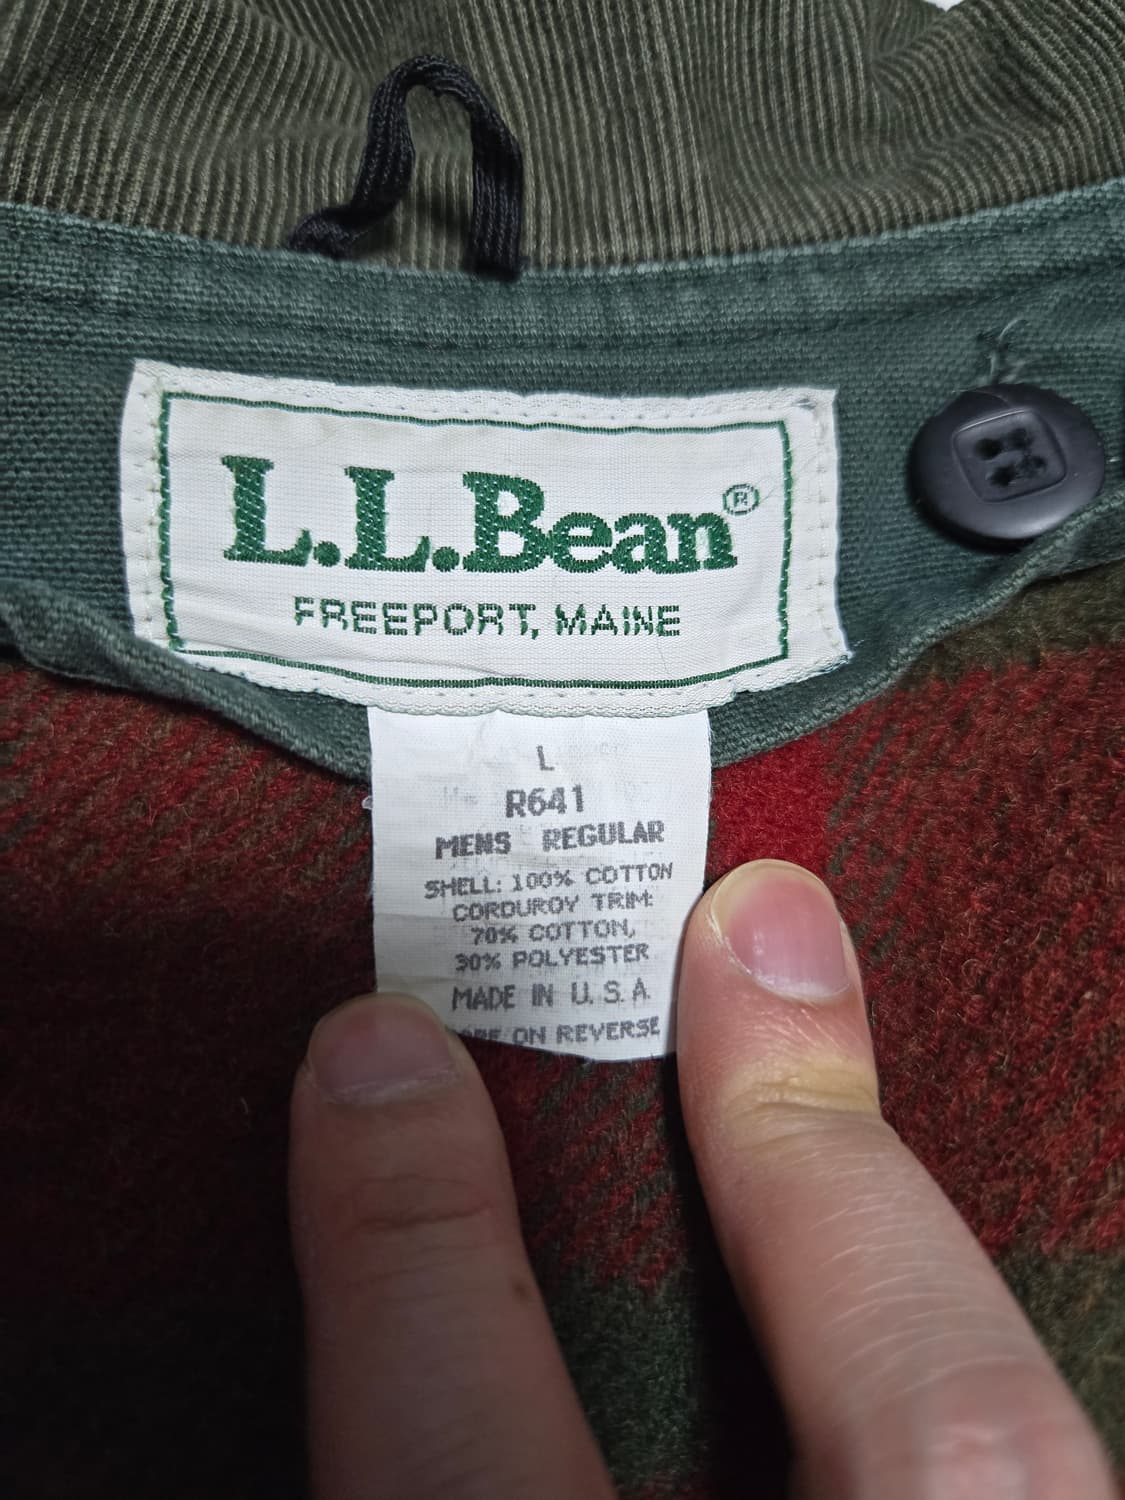 L.L.Bean®
FREEPORT, MAINE
L
R641
MENS REGULAR
SHELL: 100% COTTON
CORDUROY TRIM:
70% COTTON,
30% POLYESTER
MADE IN U.S.A.
ON REVERSE